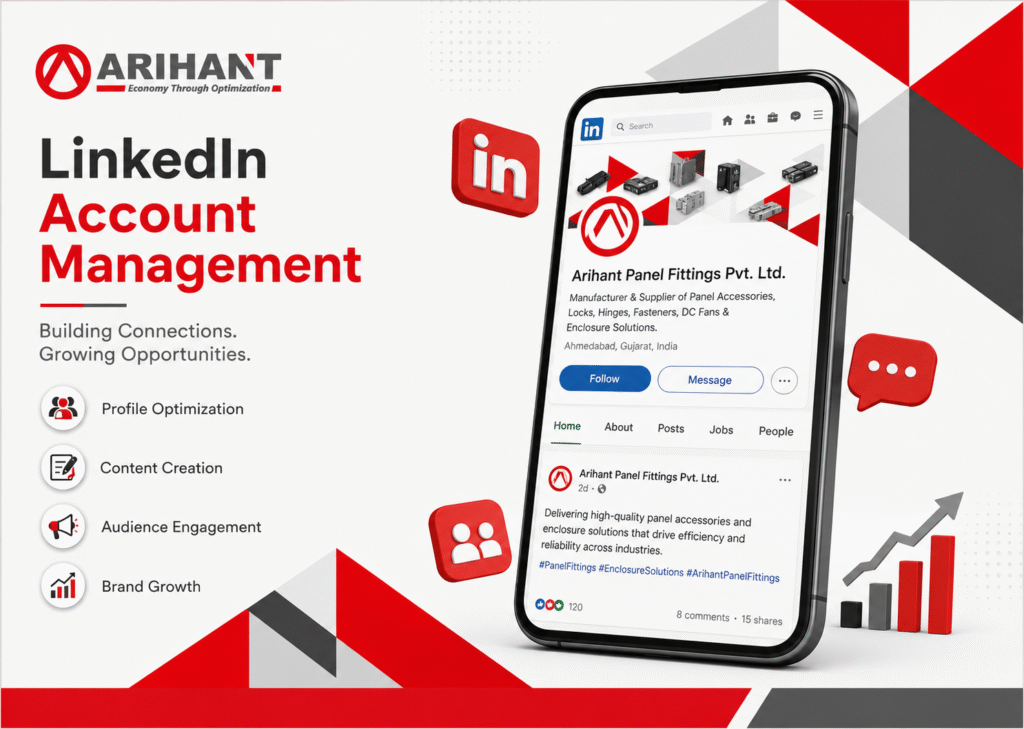 ARIHANT
Economy Through Optimization
LinkedIn
Account
Management
Building Connections.
Growing Opportunities.
Profile Optimization
Content Creation
Audience Engagement
Brand Growth
in
in
Search
Arihant Panel Fittings Pvt. Ltd.
Manufacturer & Supplier of Panel Accessories,
Locks, Hinges, Fasteners, DC Fans &
Enclosure Solutions.
Ahmedabad, Gujarat, India
Follow
Message
Home
About
Posts
Jobs
People
Arihant Panel Fittings Pvt. Ltd.
2d •
Delivering high-quality panel accessories and
enclosure solutions that drive efficiency and
reliability across industries.
#PanelFittings #EnclosureSolutions #ArihantPanelFittings
120
8 comments • 15 shares